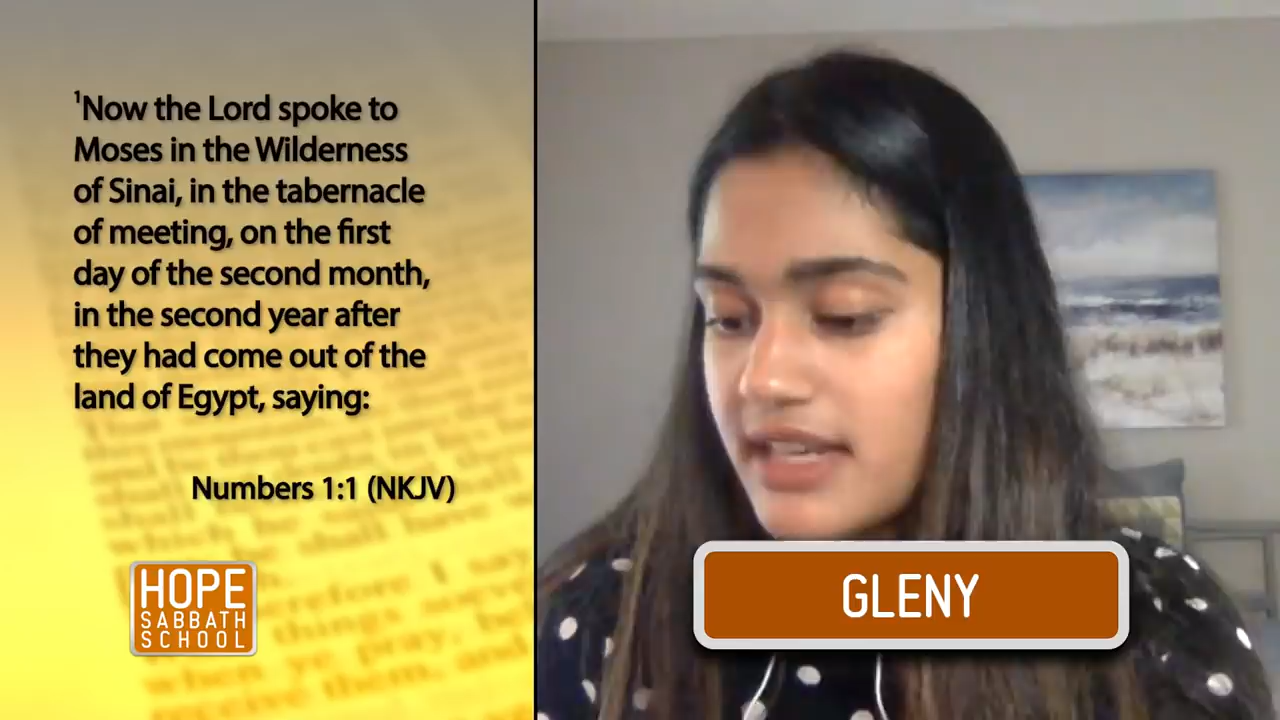 ¹Now the Lord spoke to
Moses in the Wilderness
of Sinai, in the tabernacle
of meeting, on the first
day of the second month,
in the second year after
they had come out of the
land of Egypt, saying:
Numbers 1:1 (NKJV)
HOPE
SABBATH
SCHOOL
GLENY